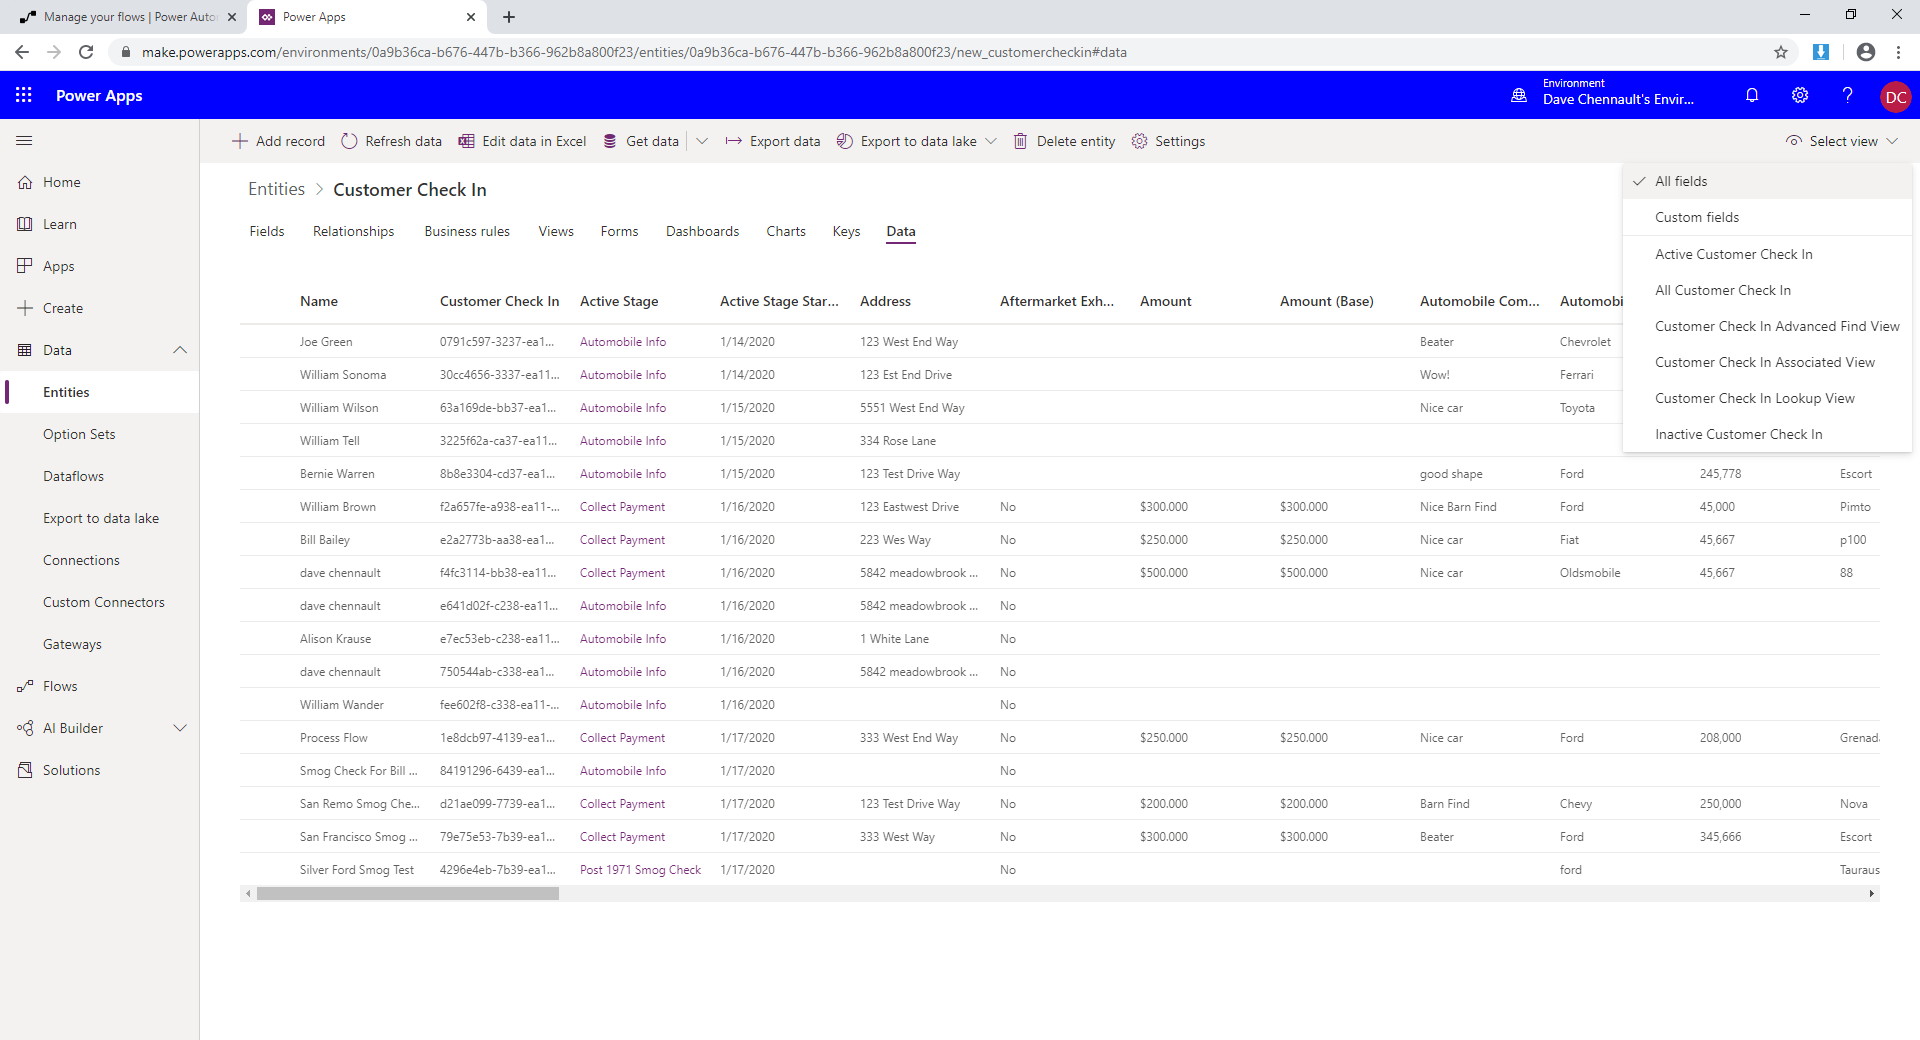 Manage your flows | Power Auto
Power Apps
make.powerapps.com/environments/0a9b36ca-b676-447b-b366-962b8a800f23/entities/0a9b36ca-b676-447b-b366-962b8a800f23/new_customercheckin#data
Power Apps
Environment
Dave Chennault's Envir...
?
DC
Add record
Refresh data
Edit data in Excel
Get data
Export data
Export to data lake
Delete entity
Settings
Select view
Home
Learn
Apps
Create
Data
Entities
Option Sets
Dataflows
Export to data lake
Connections
Custom Connectors
Gateways
Flows
AI Builder
Solutions
Entities > Customer Check In
Fields Relationships Business rules Views Forms Dashboards Charts Keys Data
All fields
Custom fields
Active Customer Check In
All Customer Check In
Customer Check In Advanced Find View
Customer Check In Associated View
Customer Check In Lookup View
Inactive Customer Check In
Name Customer Check In Active Stage Active Stage Star... Address Aftermarket Exh... Amount Amount (Base) Automobile Com... Automobi
Joe Green 0791c597-3237-ea1... Automobile Info 1/14/2020 123 West End Way Beater Chevrolet
William Sonoma 30cc4656-3337-ea11... Automobile Info 1/14/2020 123 Est End Drive Wow! Ferrari
William Wilson 63a169de-bb37-ea1... Automobile Info 1/15/2020 5551 West End Way Nice car Toyota
William Tell 3225f62a-ca37-ea11... Automobile Info 1/15/2020 334 Rose Lane
Bernie Warren 8b8e3304-cd37-ea1... Automobile Info 1/15/2020 123 Test Drive Way good shape Ford 245,778 Escort
William Brown f2a657fe-a938-ea11-... Collect Payment 1/16/2020 123 Eastwest Drive No $300.000 $300.000 Nice Barn Find Ford 45,000 Pimto
Bill Bailey e2a2773b-aa38-ea1... Collect Payment 1/16/2020 223 Wes Way No $250.000 $250.000 Nice car Fiat 45,667 p100
dave chennault f4fc3114-bb38-ea11... Collect Payment 1/16/2020 5842 meadowbrook ... No $500.000 $500.000 Nice car Oldsmobile 45,667 88
dave chennault e641d02f-c238-ea11... Automobile Info 1/16/2020 5842 meadowbrook ... No
Alison Krause e7ec53eb-c238-ea11... Automobile Info 1/16/2020 1 White Lane No
dave chennault 750544ab-c338-ea1... Automobile Info 1/16/2020 5842 meadowbrook ... No
William Wander fee602f8-c338-ea11-... Automobile Info 1/16/2020 No
Process Flow 1e8dcb97-4139-ea1... Collect Payment 1/17/2020 333 West End Way No $250.000 $250.000 Nice car Ford 208,000 Grenad
Smog Check For Bill ... 84191296-6439-ea1... Automobile Info 1/17/2020 No
San Remo Smog Che... d21ae099-7739-ea1... Collect Payment 1/17/2020 123 Test Drive Way No $200.000 $200.000 Barn Find Chevy 250,000 Nova
San Francisco Smog ... 79e75e53-7b39-ea1... Collect Payment 1/17/2020 333 West Way No $300.000 $300.000 Beater Ford 345,666 Escort
Silver Ford Smog Test 4296e4eb-7b39-ea1... Post 1971 Smog Check 1/17/2020 No ford Tauraus